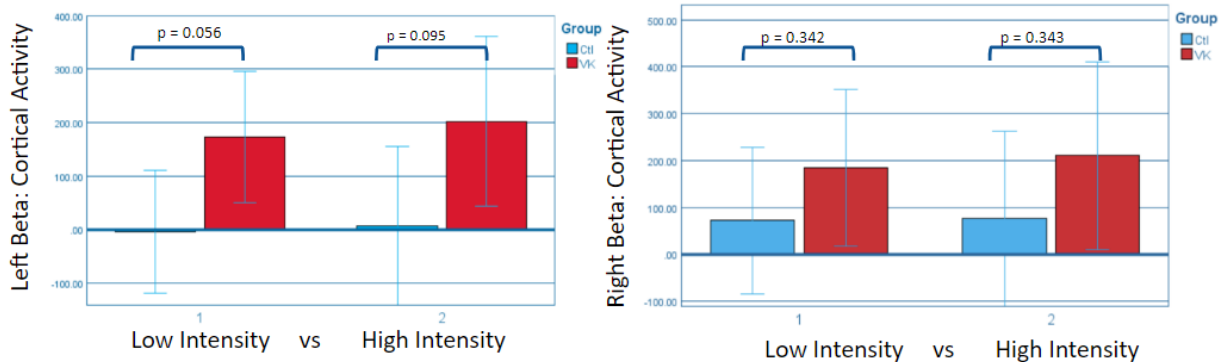 Left Beta: Cortical Activity
400.00
300.00
200.00
100.00
.00
-100.00
p = 0.056
p = 0.095
Group
Ctl
VK
1
2
Low Intensity vs High Intensity
Right Beta: Cortical Activity
500.00
400.00
300.00
200.00
100.00
.00
-100.00
p = 0.342
p = 0.343
Group
Ctl
VK
1
2
Low Intensity vs High Intensity